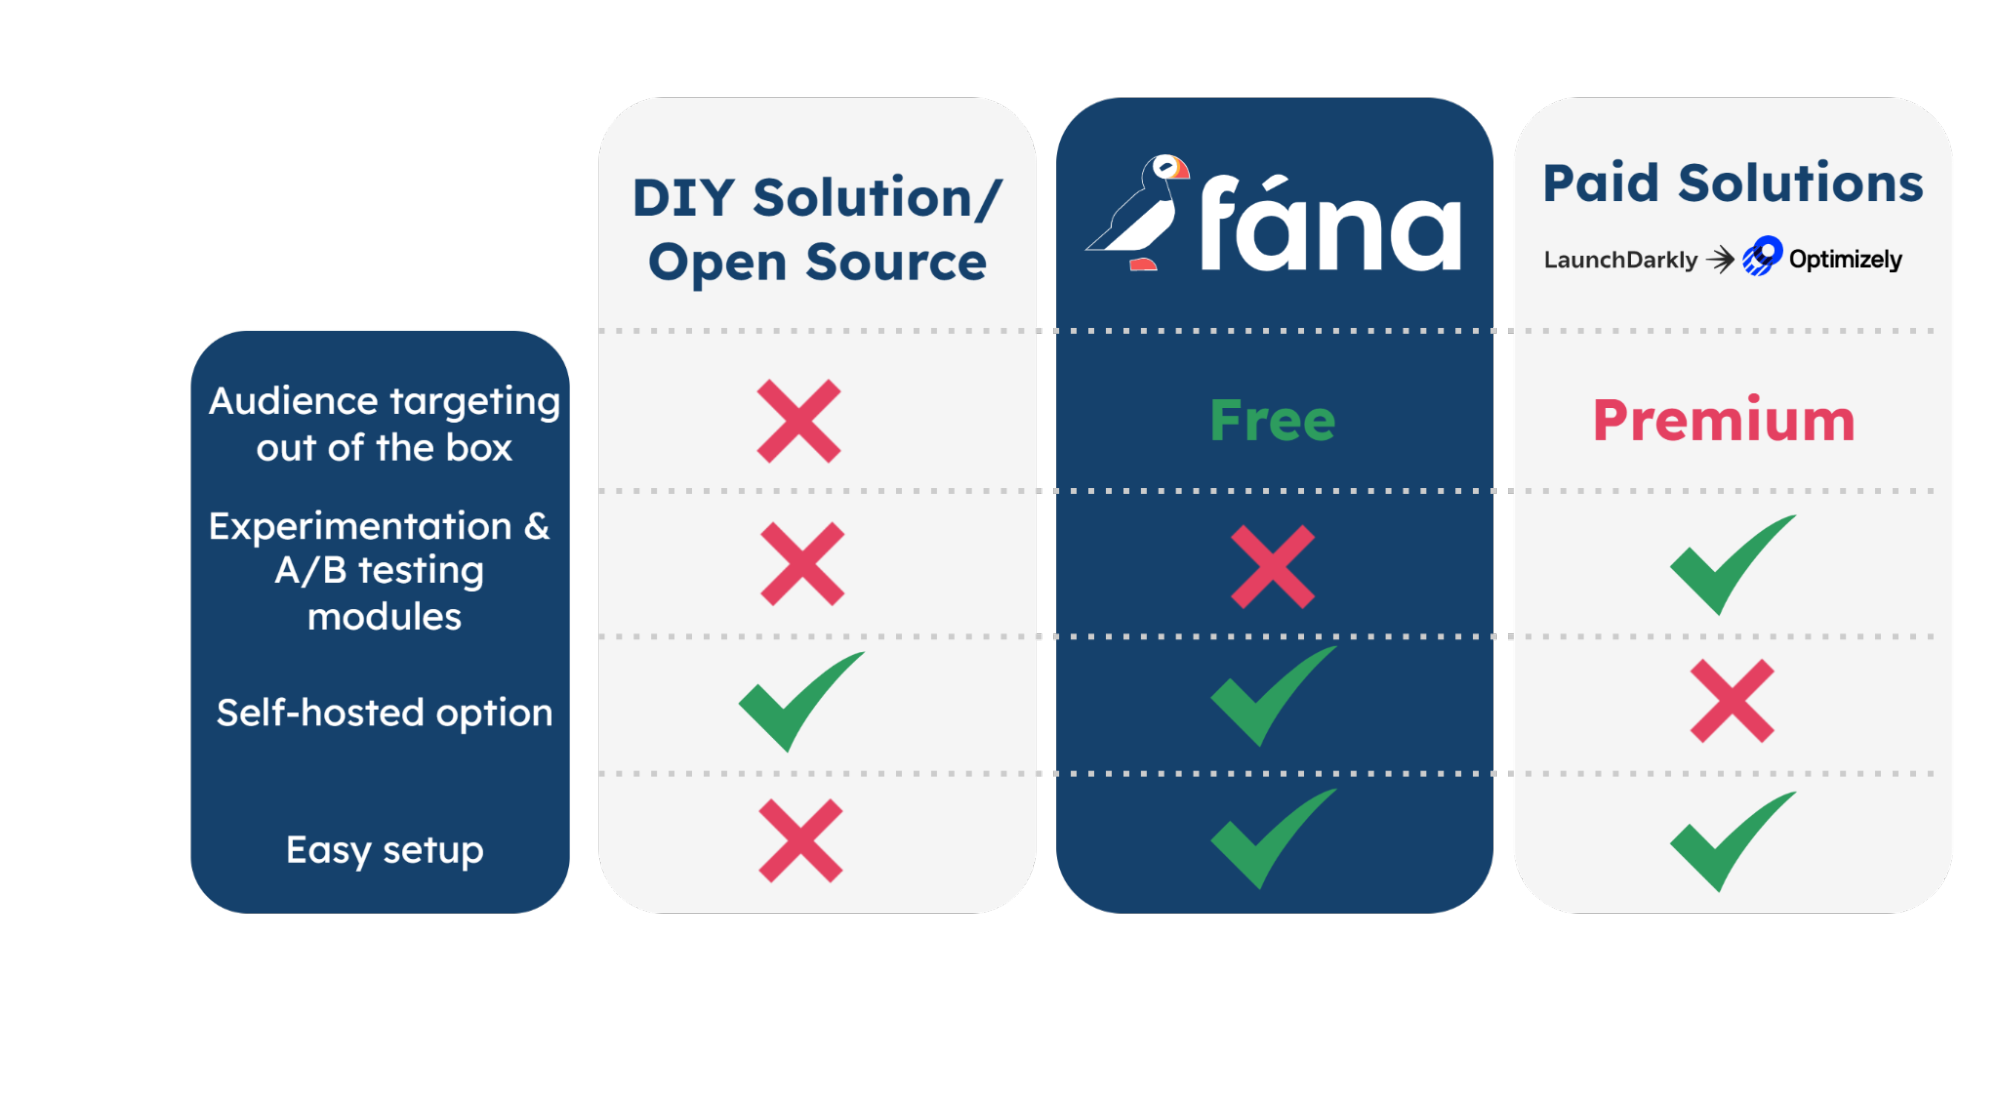 DIY Solution/
Open Source
fána
Paid Solutions
LaunchDarkly Optimizely
Audience targeting
out of the box
Free
Premium
Experimentation &
A/B testing
modules
Self-hosted option
Easy setup